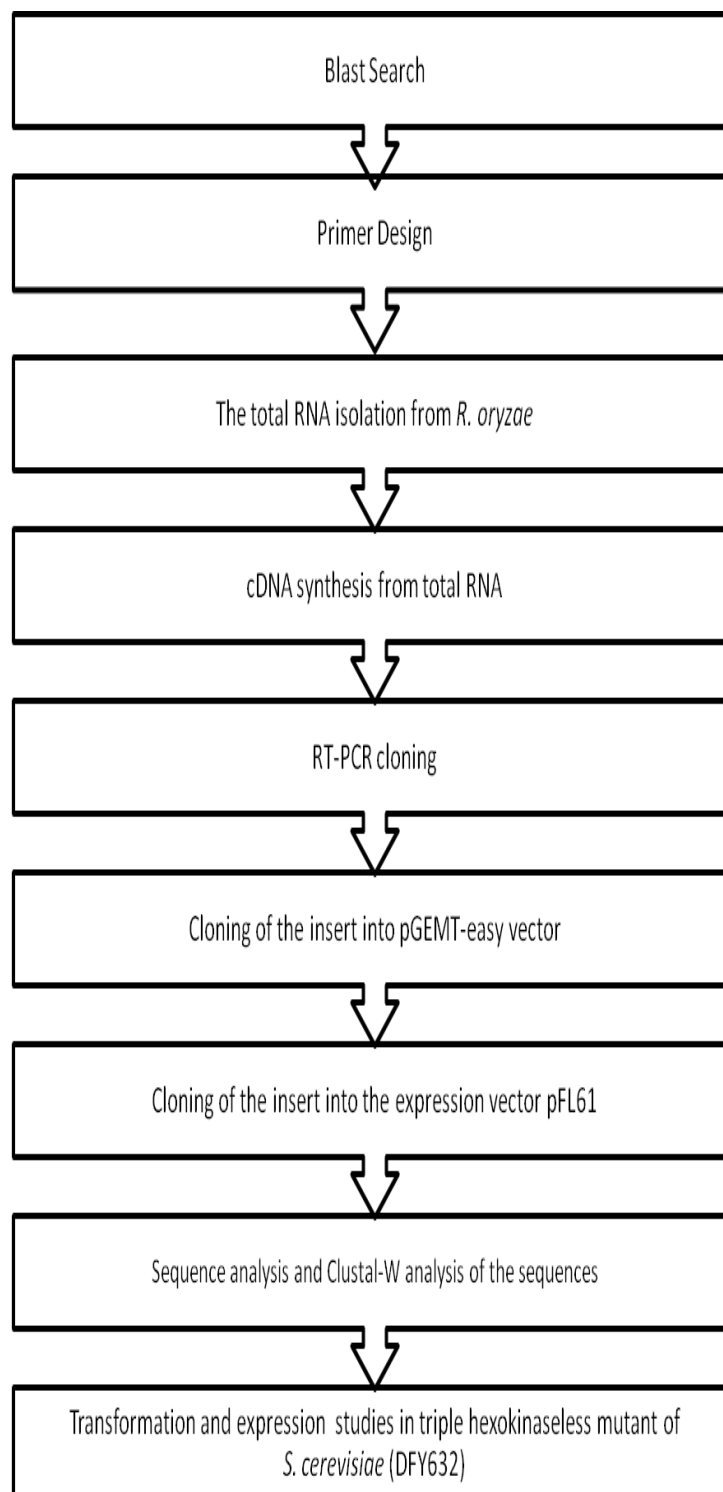 Blast Search
Primer Design
The total RNA isolation from R. oryzae
cDNA synthesis from total RNA
RT-PCR cloning
Cloning of the insert into pGEMT-easy vector
Cloning of the insert into the expression vector pFL61
Sequence analysis and Clustal-W analysis of the sequences
Transformation and expression studies in triple hexokinaseless mutant of
S. cerevisiae (DFY632)